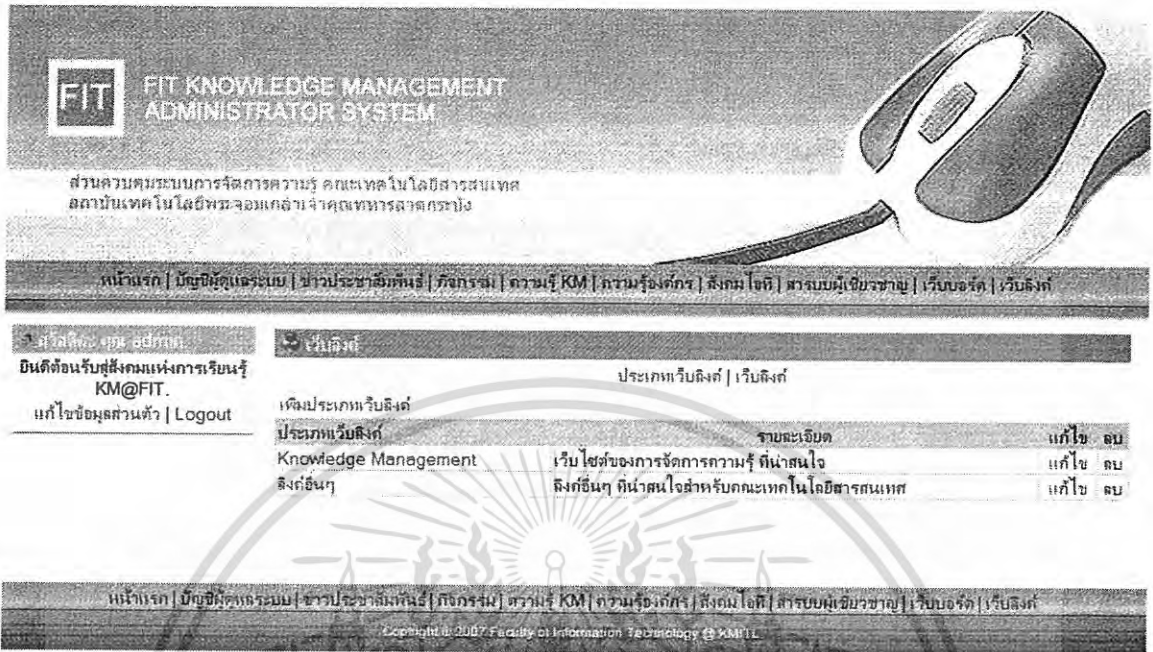 FIT
FIT KNOWLEDGE MANAGEMENT
ADMINISTRATOR SYSTEM
ส่วนควบคุมระบบการจัดการความรู้ คณะเทคโนโลยีสารสนเทศ
สถาบันเทคโนโลยีพระจอมเกล้าเจ้าคุณทหารลาดกระบัง
หน้าแรก | บัญชีผู้ดูแลระบบ | ข่าวประชาสัมพันธ์ | กิจกรรม | ความรู้ KM | ความรู้องค์กร | สังคมไอที | สารบบผู้เชี่ยวชาญ | เว็บบอร์ด | เว็บลิงค์
สวัสดีค่ะ คุณ admin
ยินดีต้อนรับสู่สังคมแห่งการเรียนรู้
KM@FIT.
แก้ไขข้อมูลส่วนตัว | Logout
เว็บลิงค์
ประเภทเว็บลิงค์ | เว็บลิงค์
เพิ่มประเภทเว็บลิงค์
ประเภทเว็บลิงค์ รายละเอียด แก้ไข ลบ
Knowledge Management เว็บไซต์ของการจัดการความรู้ ที่น่าสนใจ แก้ไข ลบ
ลิงค์อื่นๆ ลิงค์อื่นๆ ที่น่าสนใจสำหรับคณะเทคโนโลยีสารสนเทศ แก้ไข ลบ
หน้าแรก | บัญชีผู้ดูแลระบบ | ข่าวประชาสัมพันธ์ | กิจกรรม | ความรู้ KM | ความรู้องค์กร | สังคมไอที | สารบบผู้เชี่ยวชาญ | เว็บบอร์ด | เว็บลิงค์
Copyright © 2007 Faculty of Information Technology @ KMITL